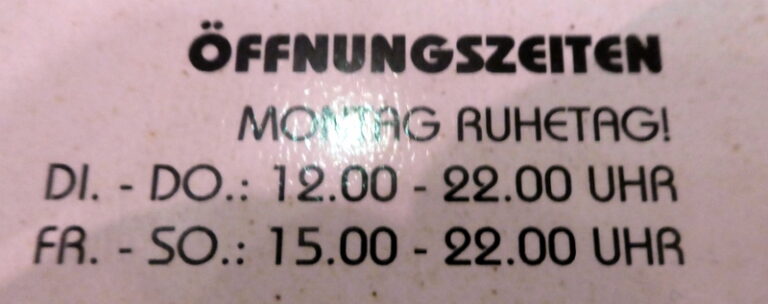 ÖFFNUNGSZEITEN
MONTAG RUHETAG!
DI. - DO.: 12.00 - 22.00 UHR
FR. - SO.: 15.00 - 22.00 UHR